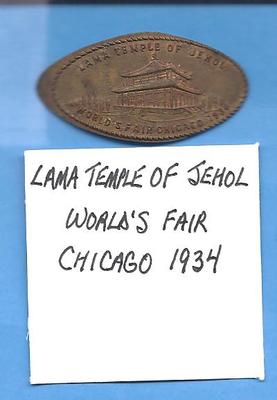 LAMA TEMPLE OF JEHOL
WORLD'S FAIR CHICAGO 1934
LAMA TEMPLE OF JEHOL
WORLD'S FAIR
CHICAGO 1934